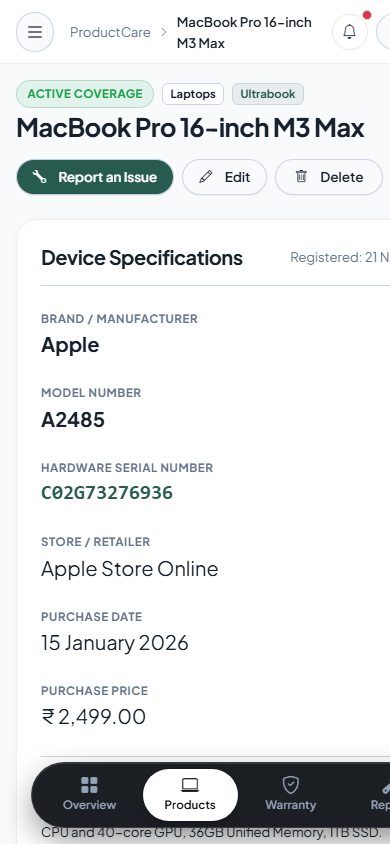 ProductCare
MacBook Pro 16-inch
M3 Max
ACTIVE COVERAGE
Laptops
Ultrabook
MacBook Pro 16-inch M3 Max
Report an Issue
Edit
Delete
Device Specifications
Registered: 21 N
BRAND / MANUFACTURER
Apple
MODEL NUMBER
A2485
HARDWARE SERIAL NUMBER
C02G73276936
STORE / RETAILER
Apple Store Online
PURCHASE DATE
15 January 2026
PURCHASE PRICE
₹ 2,499.00
Overview
Products
Warranty
Rep
CPU and 40-core GPU, 36GB Unified Memory, 1TB SSD.